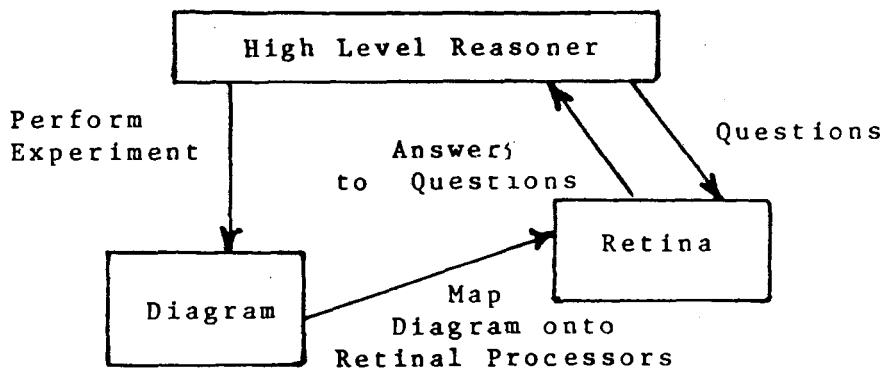 High Level Reasoner
Perform
Experiment
Answers
to Questions
Questions
Retina
Diagram
Map
Diagram onto
Retinal Processors